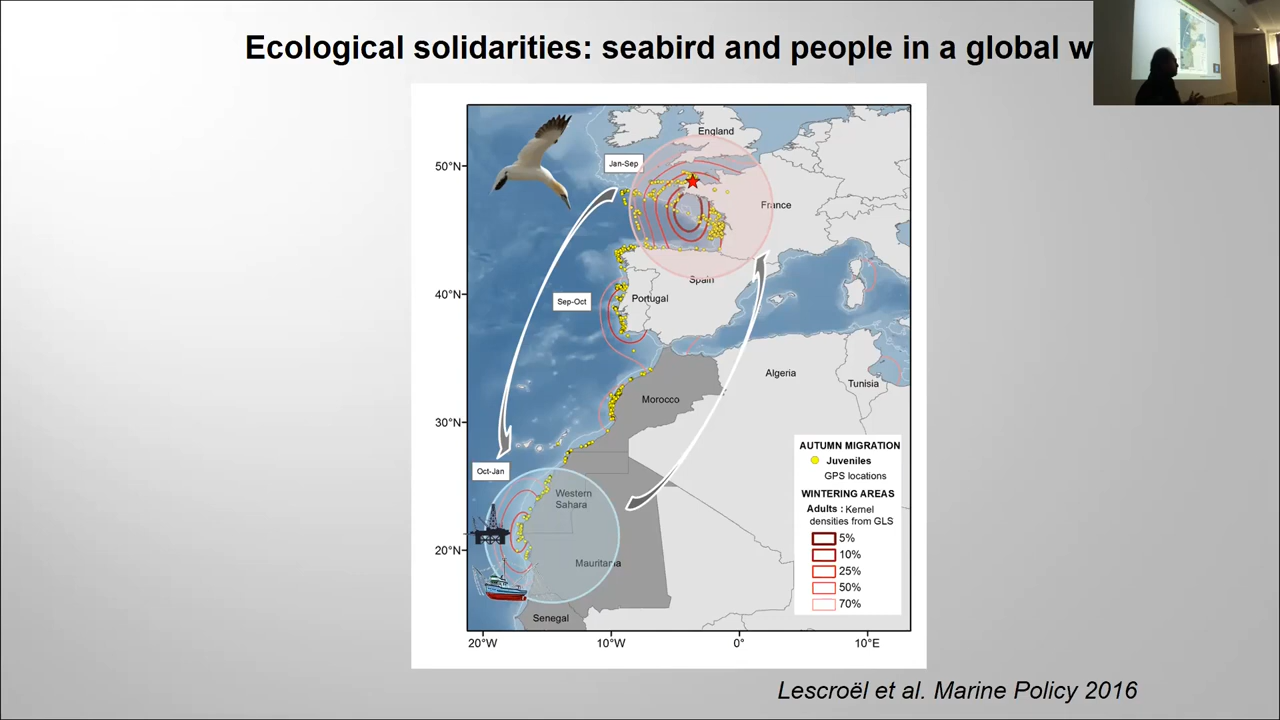 Ecological solidarities: seabird and people in a global w
England
50°N
Jan-Sep
France
Spain
40°N
Sep-Oct
Portugal
Algeria
Tunisia
Morocco
30°N
Oct-Jan
Western
Sahara
20°N
Mauritania
Senegal
AUTUMN MIGRATION
Juveniles
GPS locations
WINTERING AREAS
Adults : Kernel
densities from GLS
5%
10%
25%
50%
70%
20°W
10°W
0°
10°E
Lescroël et al. Marine Policy 2016